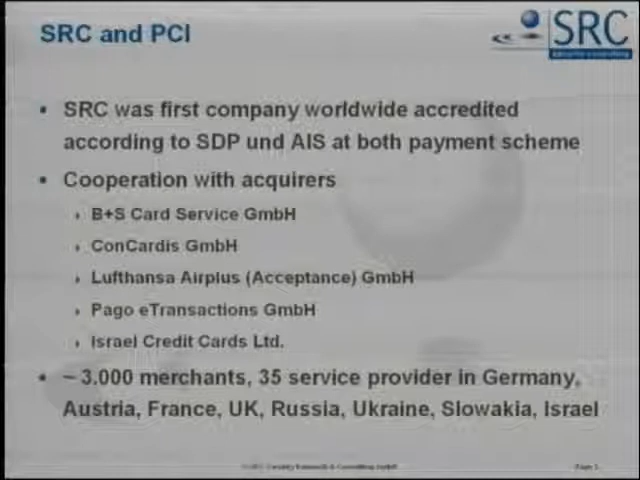 SRC and PCI
SRC
• SRC was first company worldwide accredited
according to SDP und AIS at both payment scheme
• Cooperation with acquirers
B+S Card Service GmbH
ConCardis GmbH
Lufthansa Airplus (Acceptance) GmbH
Pago eTransactions GmbH
Israel Credit Cards Ltd.
• ~ 3.000 merchants, 35 service provider in Germany,
Austria, France, UK, Russia, Ukraine, Slowakia, Israel
Page